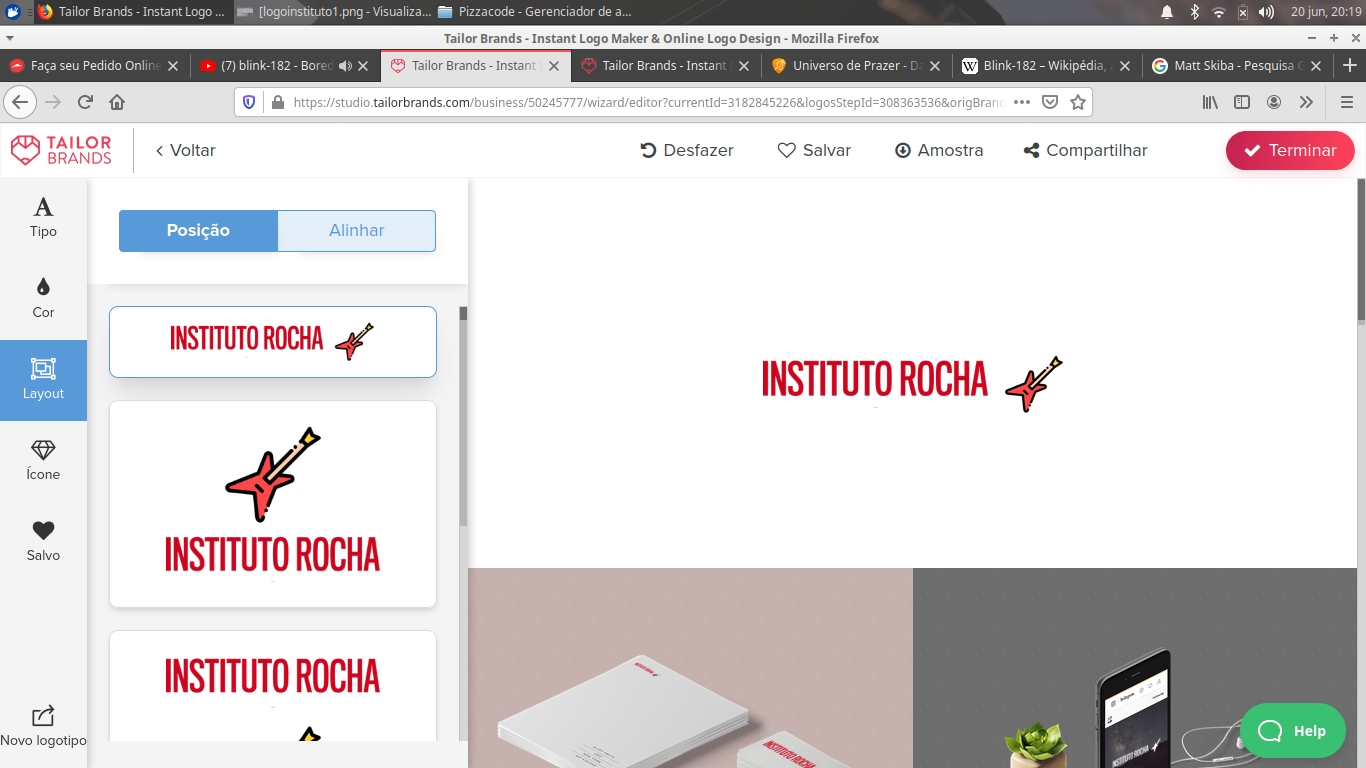 Tailor Brands - Instant Logo ...
[logoinstituto1.png - Visualiza...
Pizzacode - Gerenciador de a...
20 jun, 20:19
Tailor Brands - Instant Logo Maker & Online Logo Design - Mozilla Firefox
Faça seu Pedido Online
(7) blink-182 - Bored
Tailor Brands - Instant
Tailor Brands - Instant
Universo de Prazer - D
Blink-182 – Wikipédia,
Matt Skiba - Pesquisa G
https://studio.tailorbrands.com/business/50245777/wizard/editor?currentId=3182845226&logosStepId=308363536&origBran
TAILOR
BRANDS
Voltar
Desfazer
Salvar
Amostra
Compartilhar
Terminar
A
Tipo
Cor
Layout
Ícone
Salvo
Novo logotipo
Posição
Alinhar
INSTITUTO ROCHA
INSTITUTO ROCHA
INSTITUTO ROCHA
INSTITUTO ROCHA
INSTITUTO ROCHA
Instagram
INSTITUTO ROCHA
Help